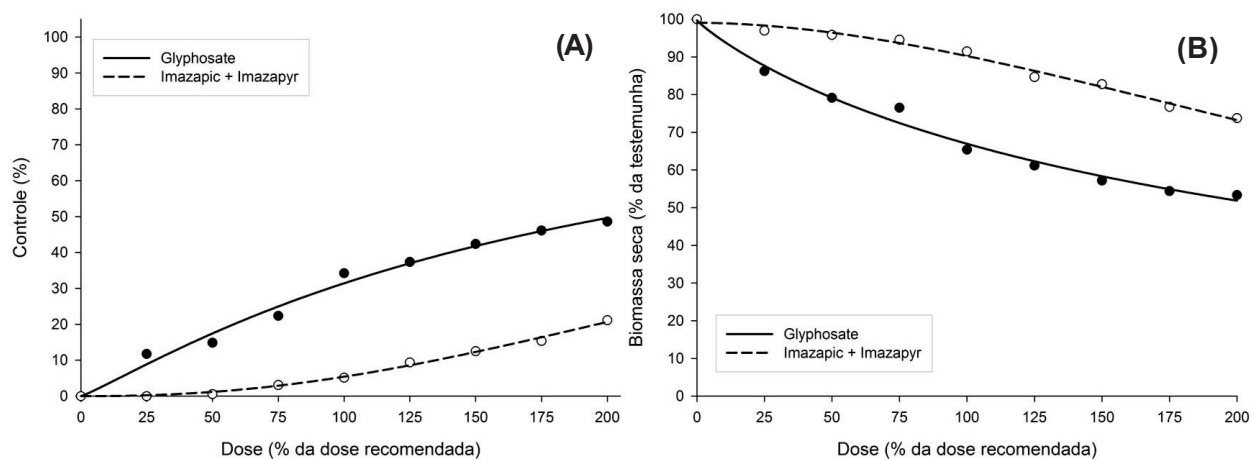 (A)
Controle (%)
100
90
80
70
60
50
40
30
20
10
0
Glyphosate
Imazapic + Imazapyr
0 25 50 75 100 125 150 175 200
Dose (% da dose recomendada)
(B)
Biomassa seca (% da testemunha)
100
90
80
70
60
50
40
30
20
10
0
Glyphosate
Imazapic + Imazapyr
0 25 50 75 100 125 150 175 200
Dose (% da dose recomendada)